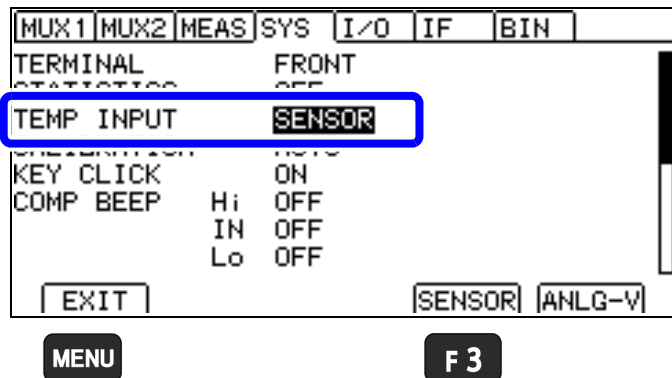 MUX1 MUX2 MEAS SYS I/O IF BIN
TERMINAL FRONT
TEMP INPUT SENSOR
KEY CLICK ON
COMP BEEP Hi OFF
IN OFF
Lo OFF
EXIT SENSOR ANLG-V
MENU F3